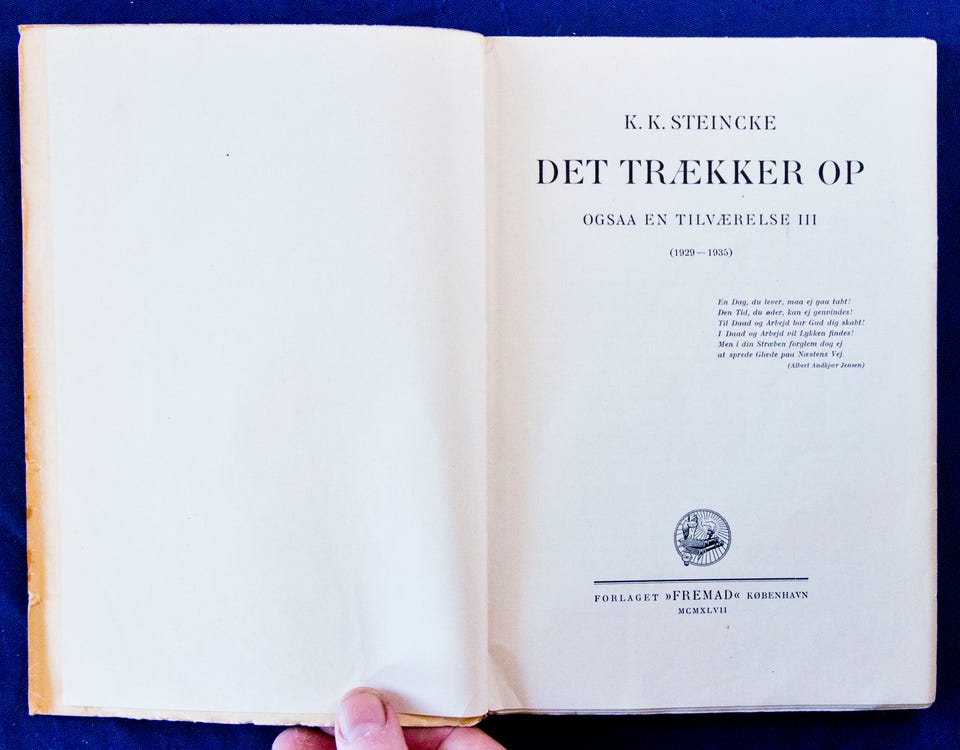 K. K. STEINCKE
DET TRÆKKER OP
OGSAA EN TILVÆRELSE III
(1929—1935)
En Dag, du lever, maa ej gaa tabt!
Den Tid, du øder, kan ej genvindes!
Til Daad og Arbejd har Gud dig skabt!
I Daad og Arbejd vil Lykken findes!
Men i din Stræben forglem dog ej
at sprede Glæde paa Næstens Vej.
(Albert Andkjær Jensen)
FORLAGET »FREMAD« KØBENHAVN
MCMXLVII